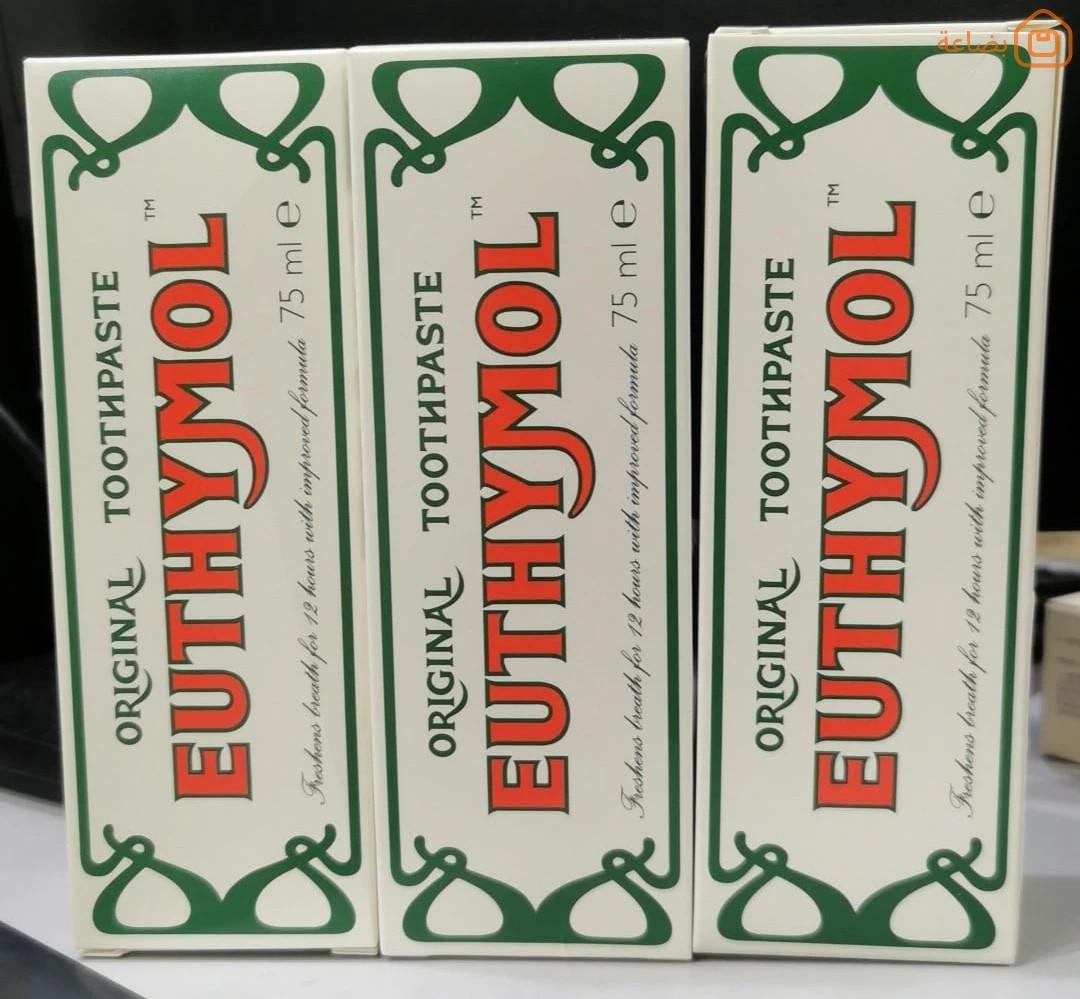 بضاعة
ORIGINAL TOOTHPASTE
EUTHYMOL™
Freshens breath for 12 hours with improved formula 75 ml ℮
ORIGINAL TOOTHPASTE
EUTHYMOL™
Freshens breath for 12 hours with improved formula 75 ml ℮
ORIGINAL TOOTHPASTE
EUTHYMOL™
Freshens breath for 12 hours with improved formula 75 ml ℮